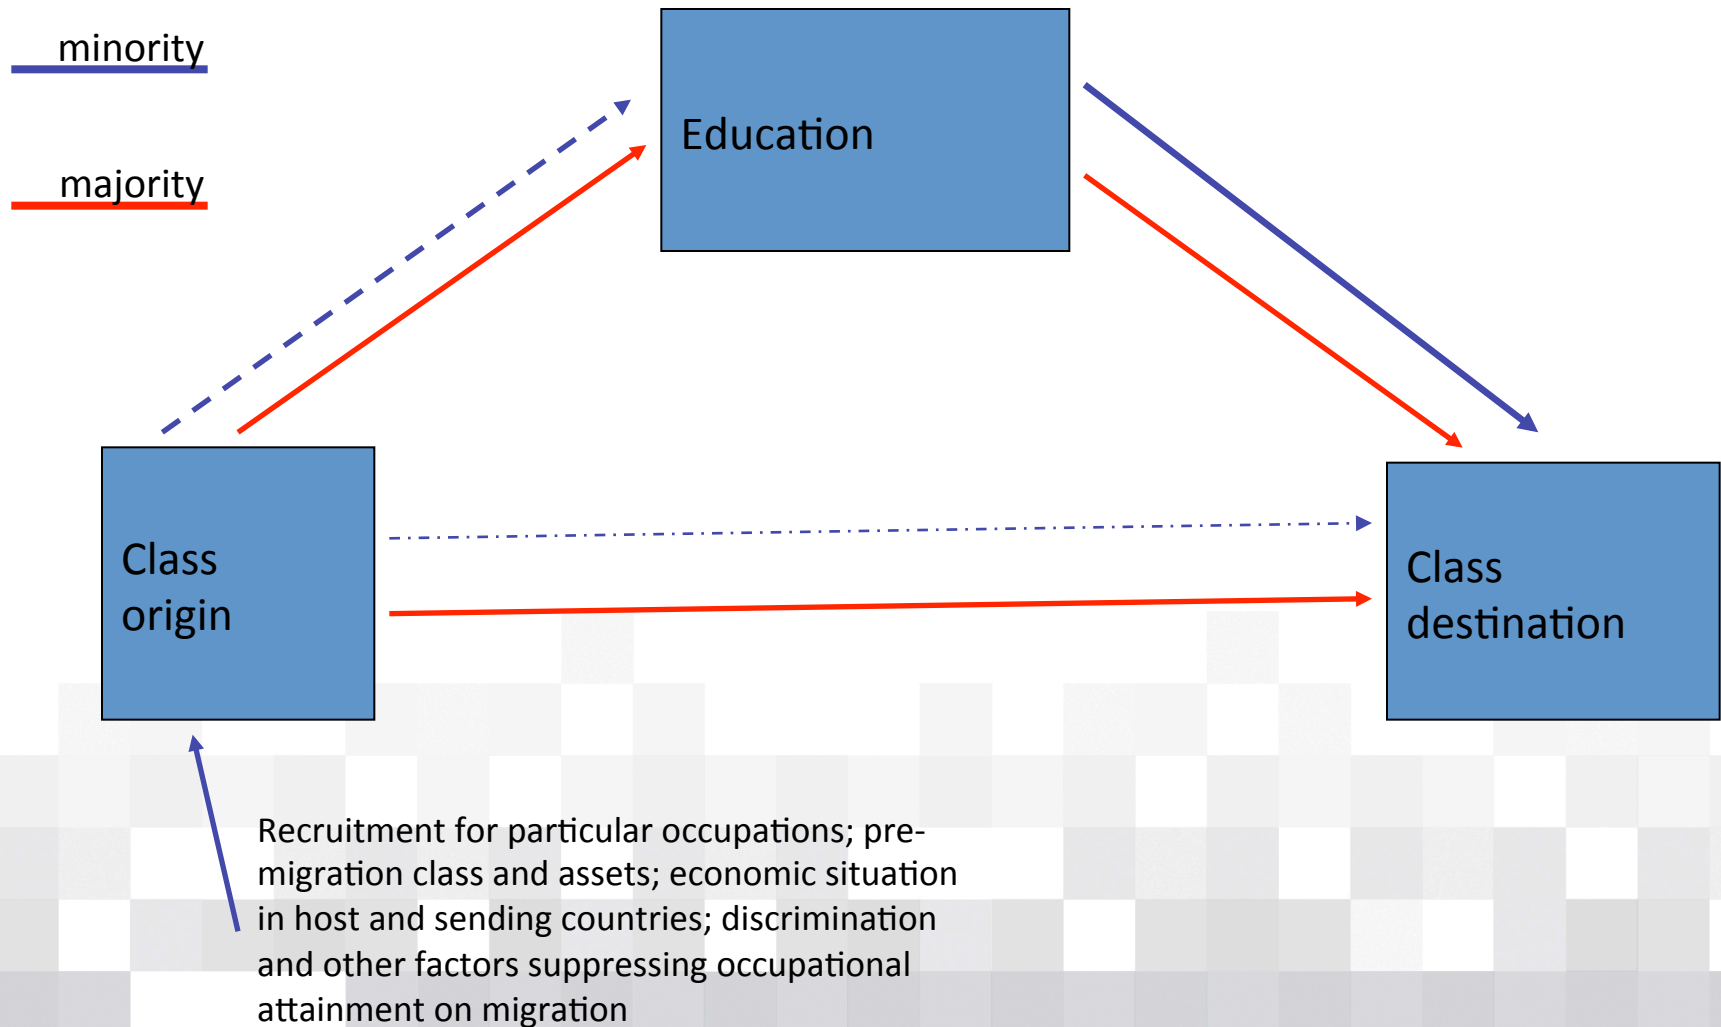 minority
majority
Education
Class
origin
Class
destination
Recruitment for particular occupations; pre-
migration class and assets; economic situation
in host and sending countries; discrimination
and other factors suppressing occupational
attainment on migration